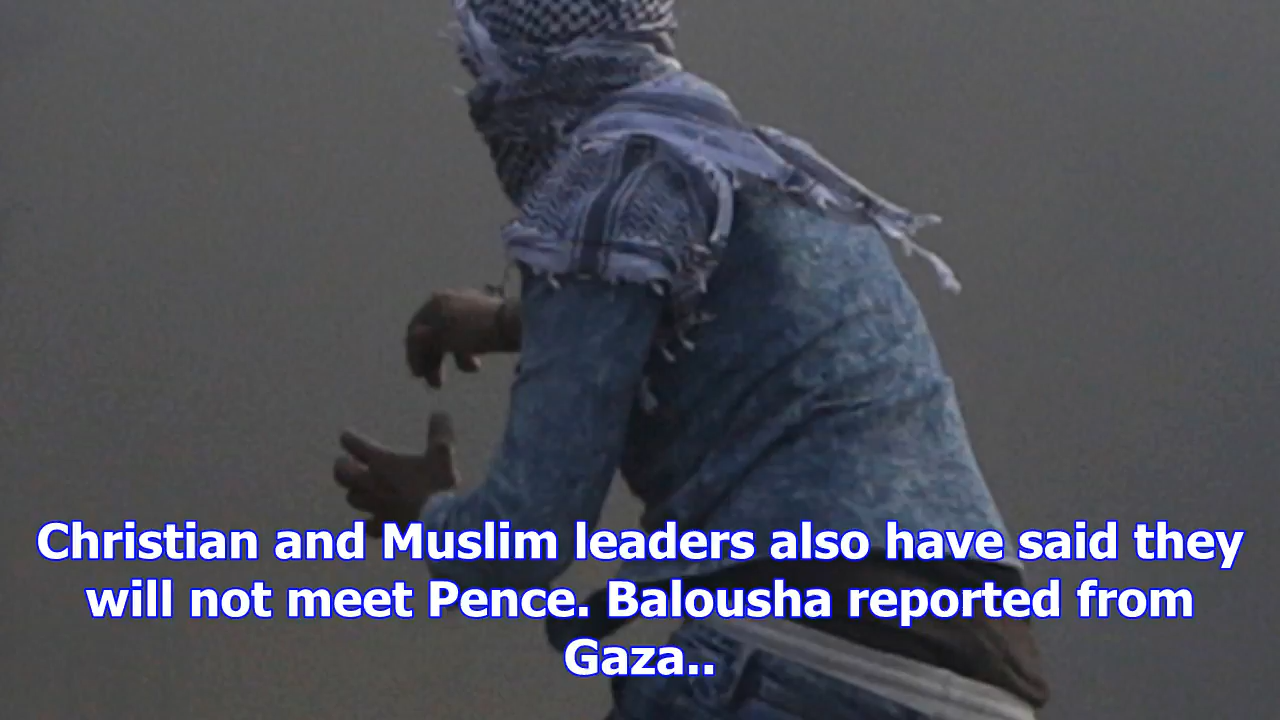 Christian and Muslim leaders also have said they
will not meet Pence. Balousha reported from
Gaza..